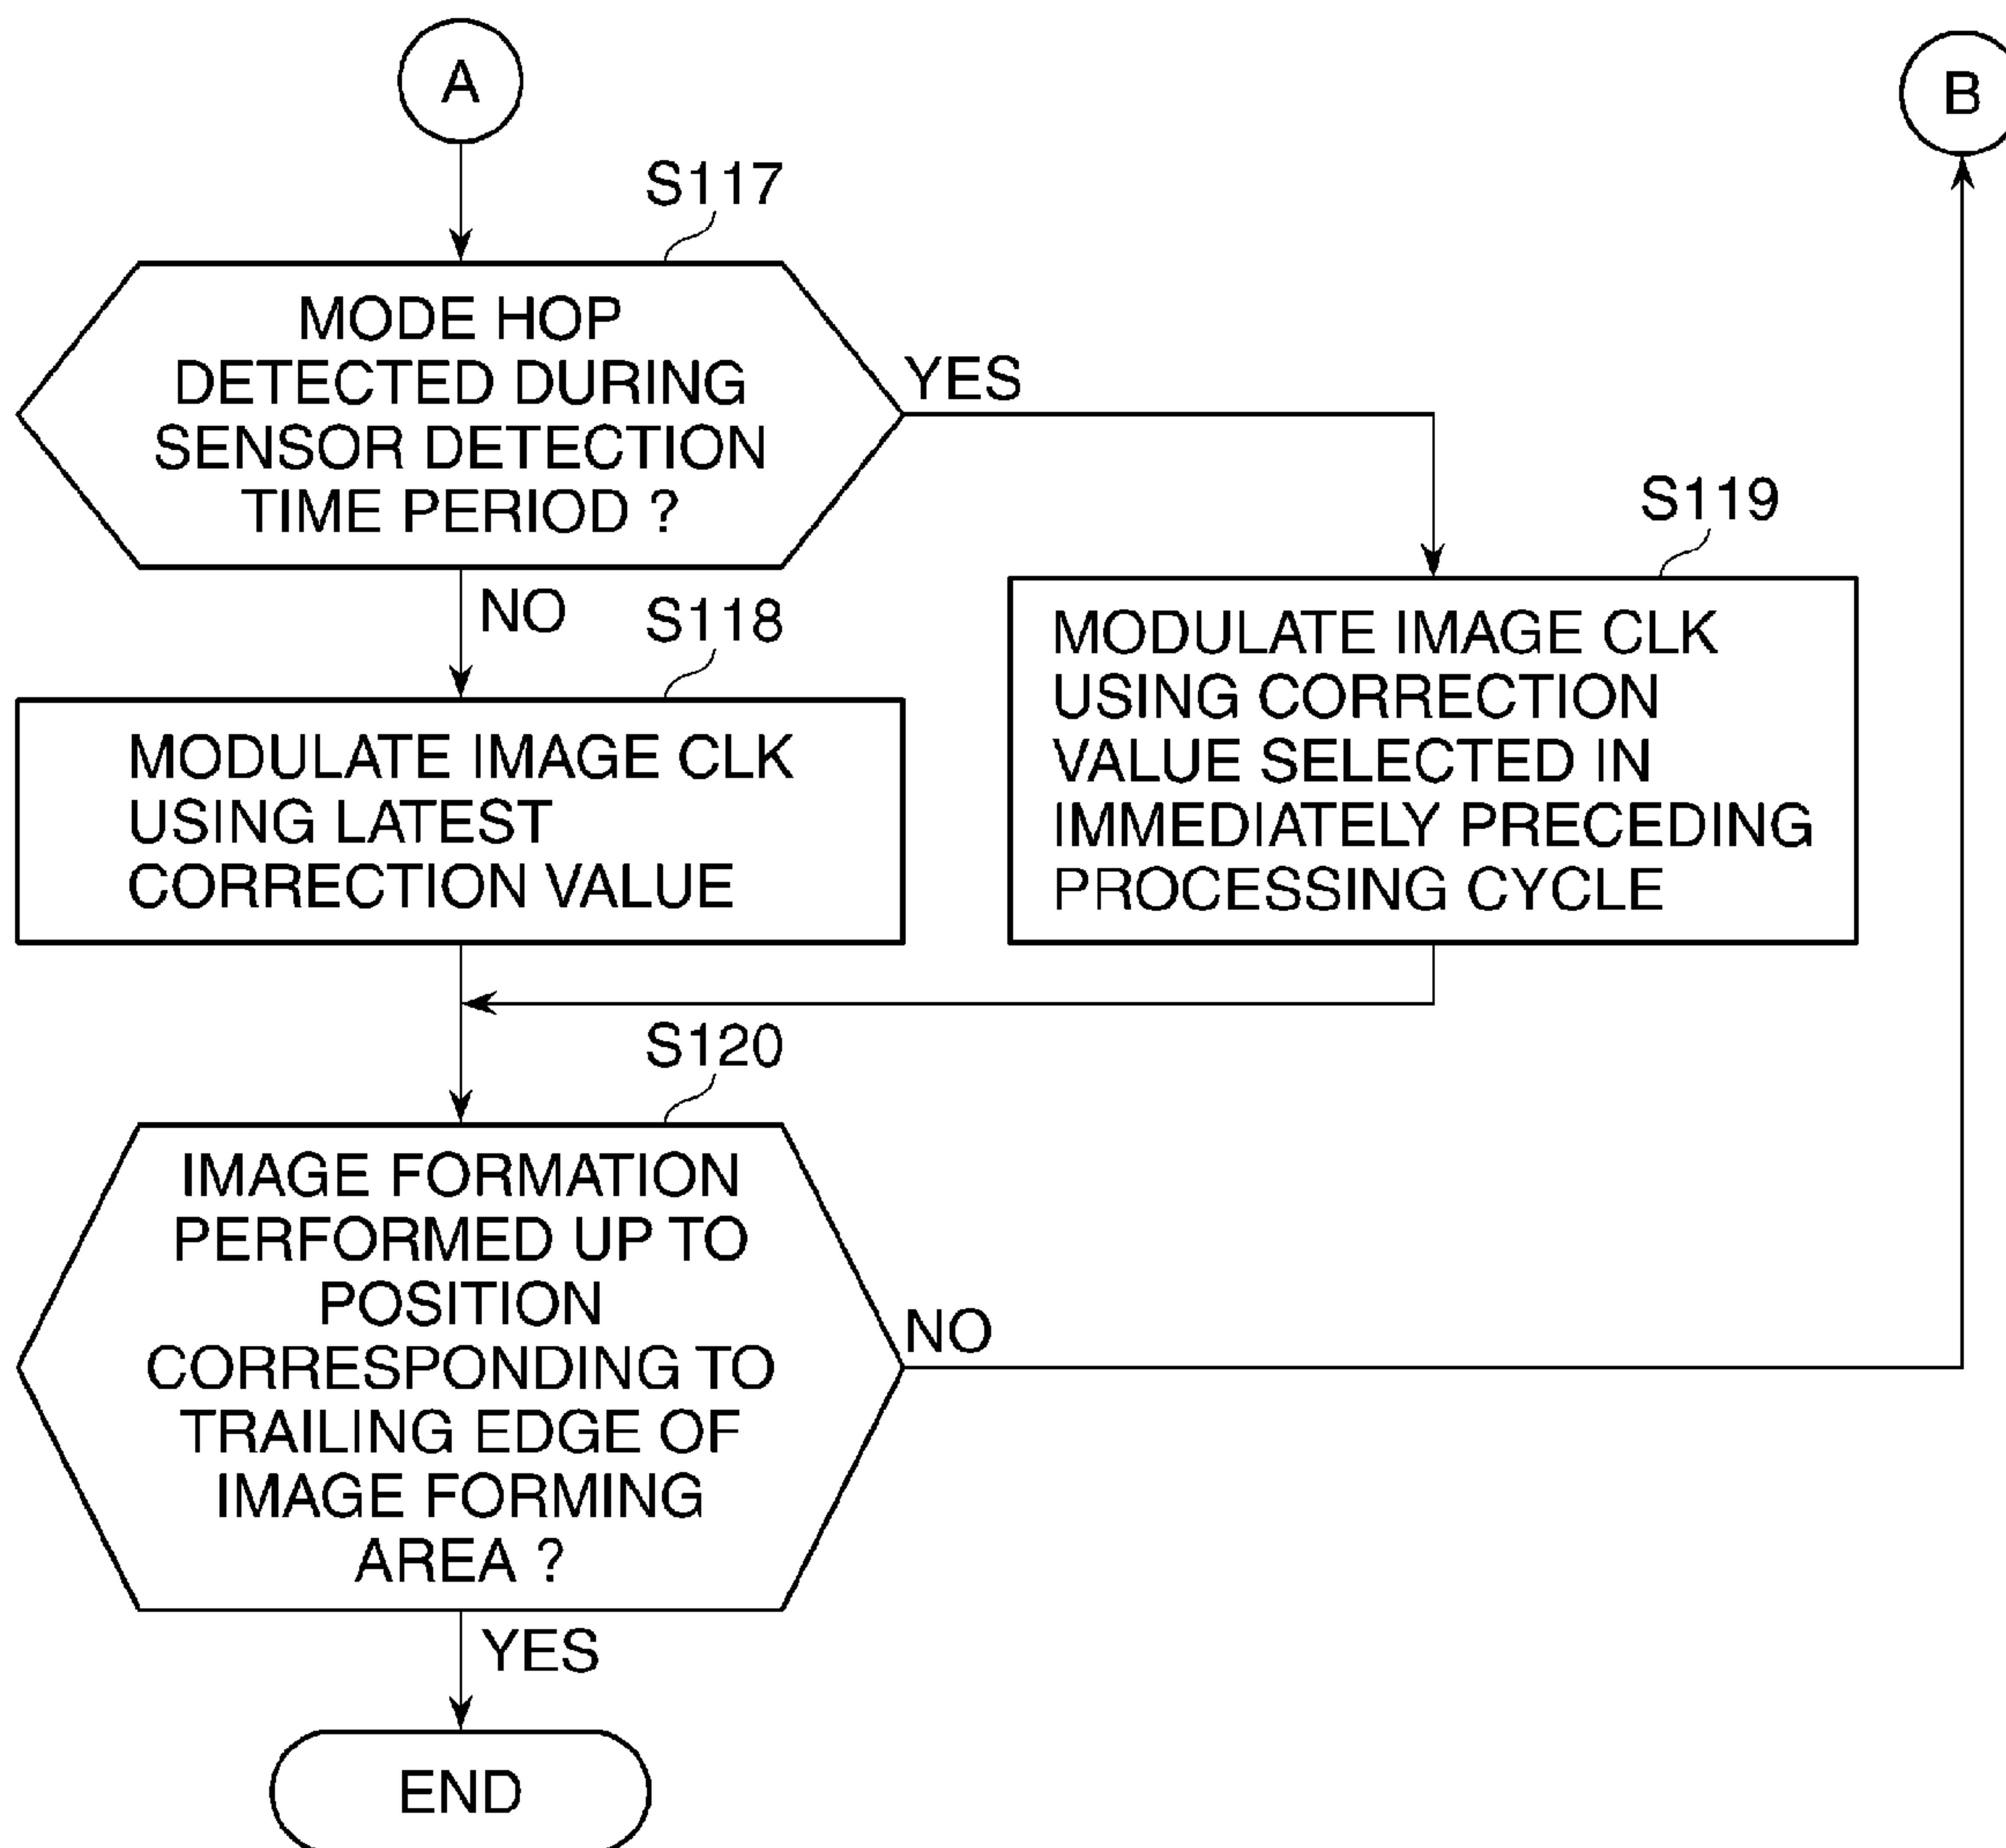 A
B
S117
MODE HOP
DETECTED DURING
SENSOR DETECTION
TIME PERIOD ?
YES
NO
S118
MODULATE IMAGE CLK
USING LATEST
CORRECTION VALUE
S119
MODULATE IMAGE CLK
USING CORRECTION
VALUE SELECTED IN
IMMEDIATELY PRECEDING
PROCESSING CYCLE
S120
IMAGE FORMATION
PERFORMED UP TO
POSITION
CORRESPONDING TO
TRAILING EDGE OF
IMAGE FORMING
AREA ?
NO
YES
END